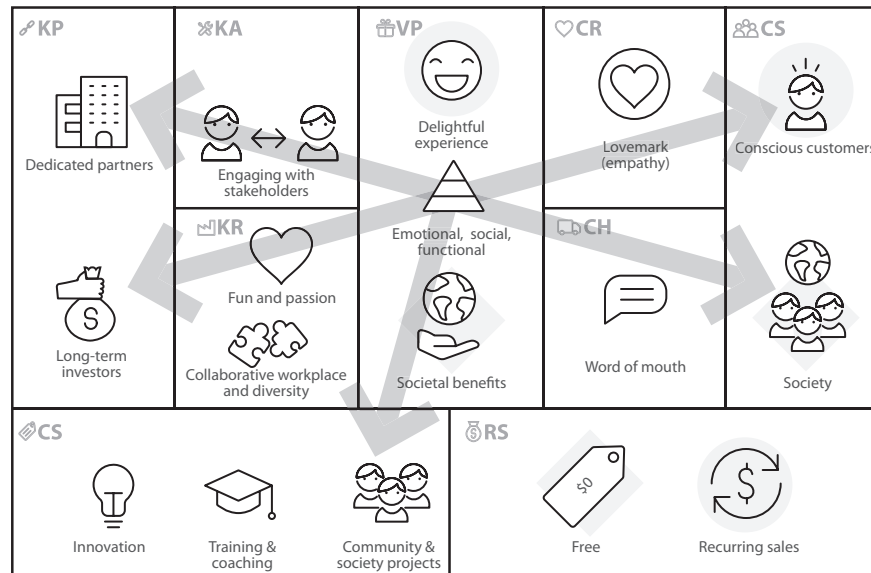 KP
Dedicated partners
Long-term
investors
KA
Engaging with
stakeholders
KR
Fun and passion
Collaborative workplace
and diversity
VP
Delightful
experience
Emotional, social,
functional
Societal benefits
CR
Lovemark
(empathy)
CH
Word of mouth
CS
Conscious customers
Society
CS
Innovation
Training &
coaching
Community &
society projects
RS
$0
Free
$
Recurring sales